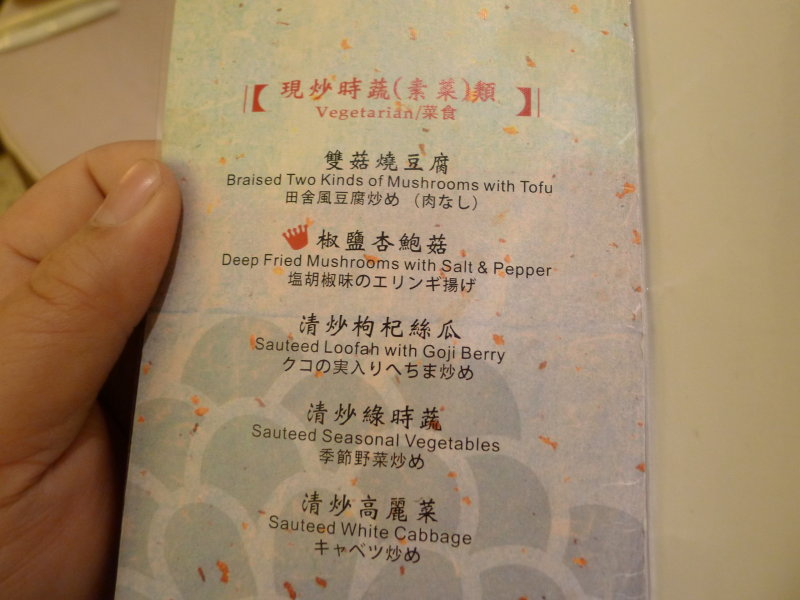 【現炒時蔬(素菜)類】
Vegetarian/菜食
雙菇燒豆腐
Braised Two Kinds of Mushrooms with Tofu
田舍風豆腐炒め (肉なし)
椒鹽杏鮑菇
Deep Fried Mushrooms with Salt & Pepper
塩胡椒味のエリンギ揚げ
清炒枸杞絲瓜
Sauteed Loofah with Goji Berry
クコの実入りへちま炒め
清炒綠時蔬
Sauteed Seasonal Vegetables
季節野菜炒め
清炒高麗菜
Sauteed White Cabbage
キャベツ炒め